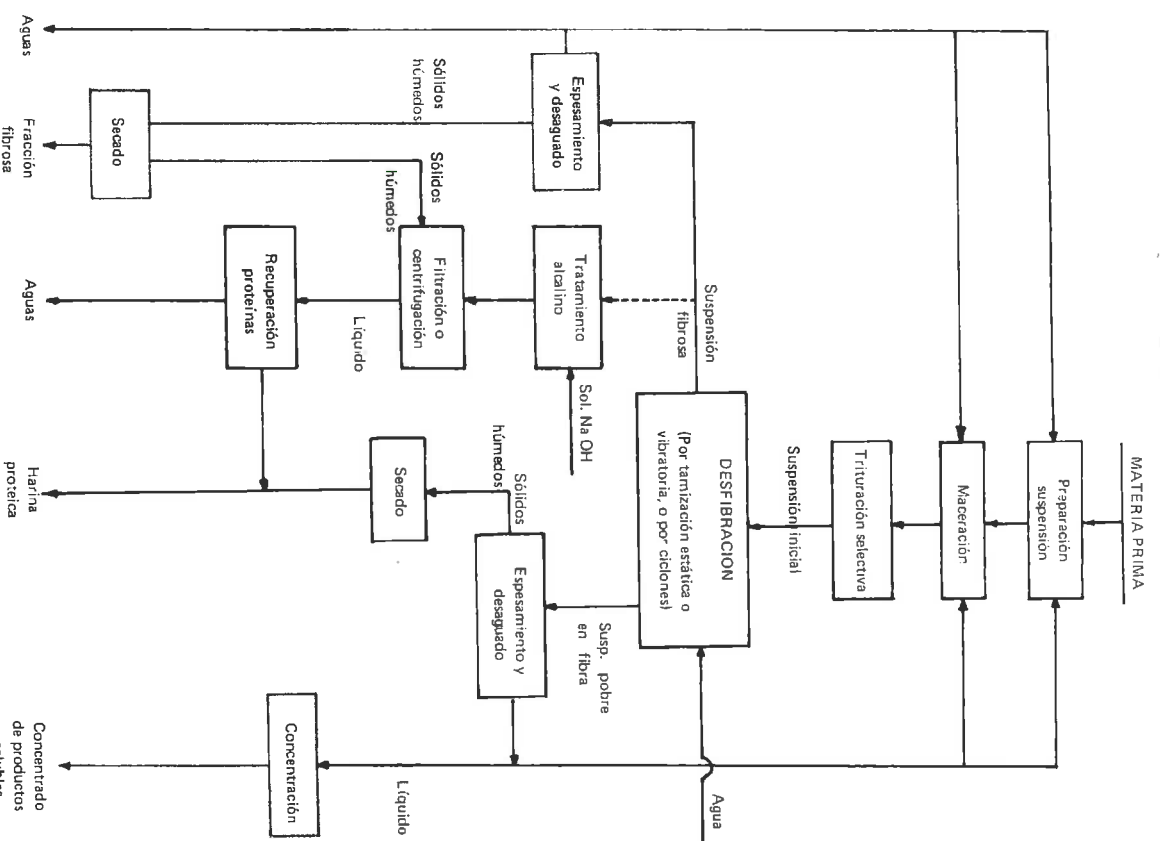 MATERIA PRIMA
Preparación
suspensión
Maceración
Trituración selectiva
Suspensión inicial
Agua
DESFIBRACION
(Por tamización estática o
vibratoria, o por ciclones)
Suspensión
fibrosa
Susp. pobre
en fibra
Espesamiento
y desaguado
Tratamiento
alcalino
Sol. Na OH
Espesamiento y
desaguado
Sólidos
húmedos
Sólidos
húmedos
Filtración o
centrifugación
Sólidos
húmedos
Secado
Líquido
Líquido
Secado
Recuperación
proteínas
Concentración
Aguas
Fracción
fibrosa
Aguas
Harina
proteica
Concentrado
de productos